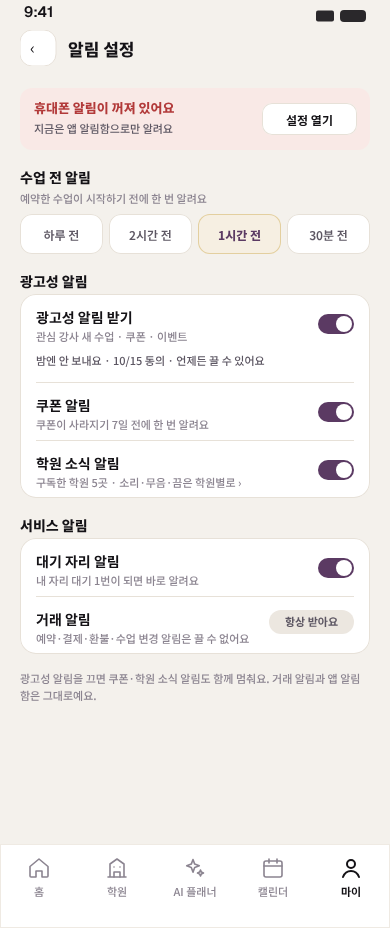 9:41
‹
알림 설정
휴대폰 알림이 꺼져 있어요
지금은 앱 알림함으로만 알려요
설정 열기
수업 전 알림
예약한 수업이 시작하기 전에 한 번 알려요
하루 전
2시간 전
1시간 전
30분 전
광고성 알림
광고성 알림 받기
관심 강사 새 수업 · 쿠폰 · 이벤트
밤엔 안 보내요 · 10/15 동의 · 언제든 끌 수 있어요
쿠폰 알림
쿠폰이 사라지기 7일 전에 한 번 알려요
학원 소식 알림
구독한 학원 5곳 · 소리·무음·끔은 학원별로 ›
서비스 알림
대기 자리 알림
내 자리 대기 1번이 되면 바로 알려요
거래 알림
예약·결제·환불·수업 변경 알림은 끌 수 없어요
항상 받아요
광고성 알림을 끄면 쿠폰·학원 소식 알림도 함께 멈춰요. 거래 알림과 앱 알림
함은 그대로예요.
홈
학원
AI 플래너
캘린더
마이